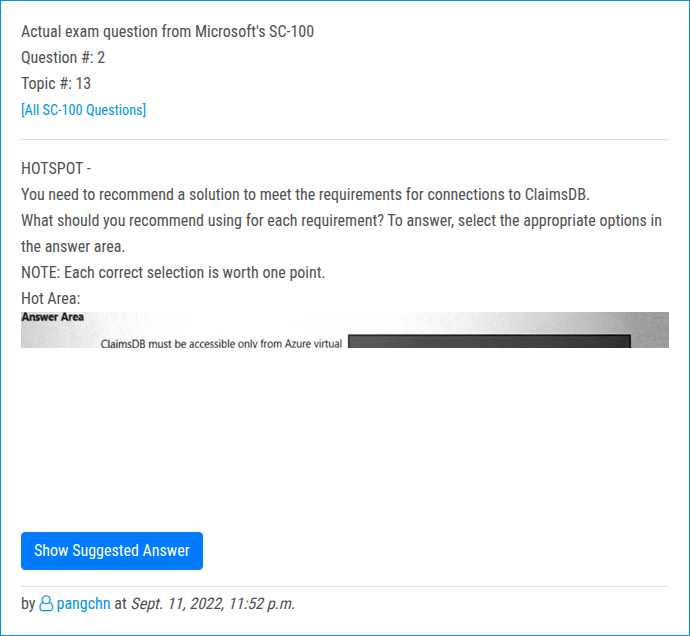 Actual exam question from Microsoft's SC-100
Question #: 2
Topic #: 13
[All SC-100 Questions]
HOTSPOT -
You need to recommend a solution to meet the requirements for connections to ClaimsDB.
What should you recommend using for each requirement? To answer, select the appropriate options in
the answer area.
NOTE: Each correct selection is worth one point.
Hot Area:
Answer Area
ClaimsDB must be accessible only from Azure virtual
Show Suggested Answer
by pangchn at Sept. 11, 2022, 11:52 p.m.